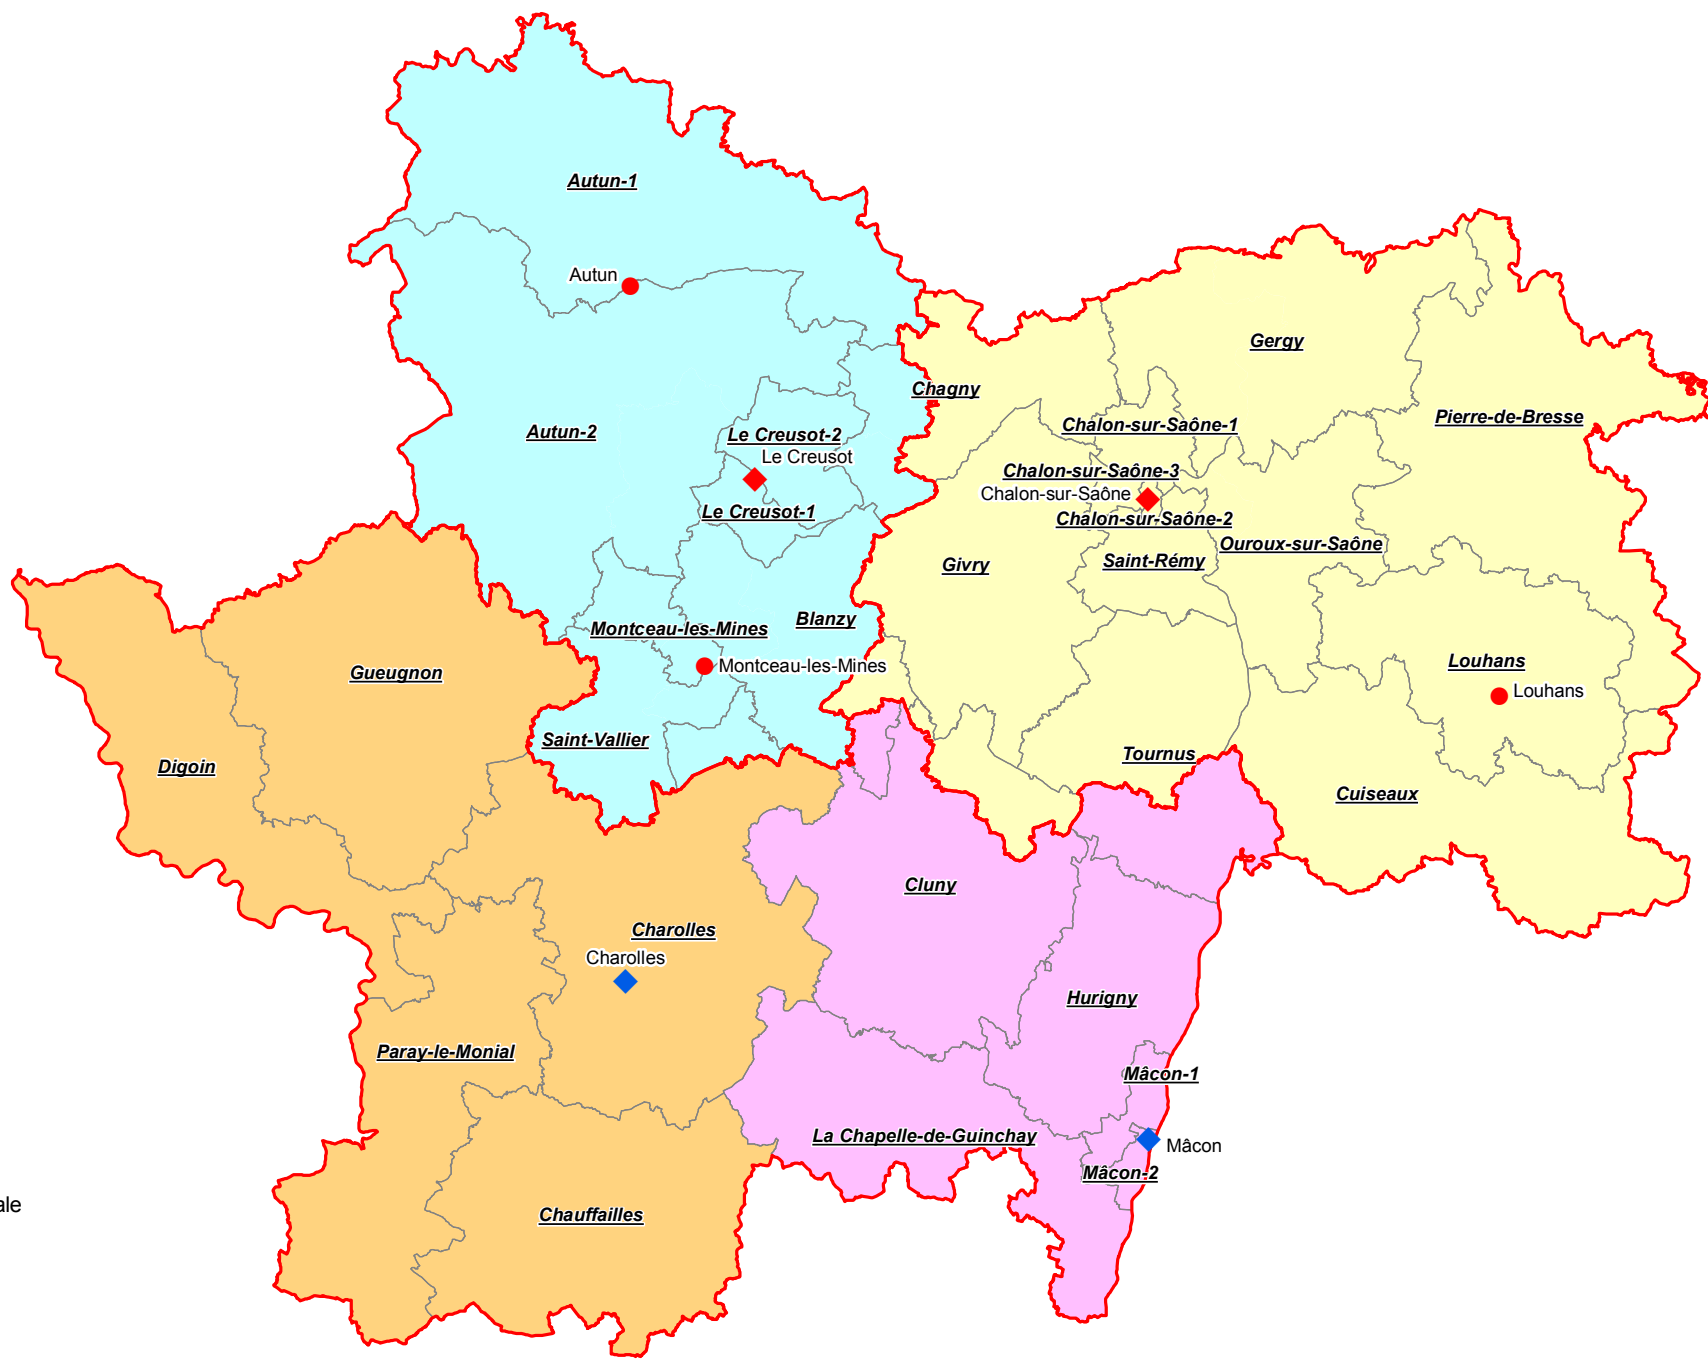 Autun-1
Autun
Gergy
Chagny
Pierre-de-Bresse
Autun-2
Le Creusot-2
Chalon-sur-Saône-1
Le Creusot
Chalon-sur-Saône-3
Chalon-sur-Saône
Le Creusot-1
Chalon-sur-Saône-2
Ouroux-sur-Saône
Givry
Saint-Rémy
Blanzy
Montceau-les-Mines
Montceau-les-Mines
Louhans
Louhans
Gueugnon
Saint-Vallier
Tournus
Digoin
Cuiseaux
Cluny
Charolles
Charolles
Hurigny
Paray-le-Monial
Mâcon-1
La Chapelle-de-Guinchay
Mâcon
Mâcon-2
ale
Chauffailles